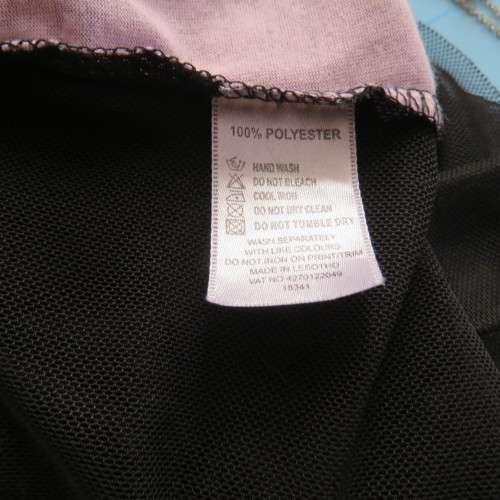 100% POLYESTER
HAND WASH
DO NOT BLEACH
COOL IRON
DO NOT DRY CLEAN
DO NOT TUMBLE DRY
WASH SEPARATELY
WITH LIKE COLOURS
DO NOT IRON ON PRINT/TRIM
MADE IN LESOTHO
VAT NO 4270122049
18341